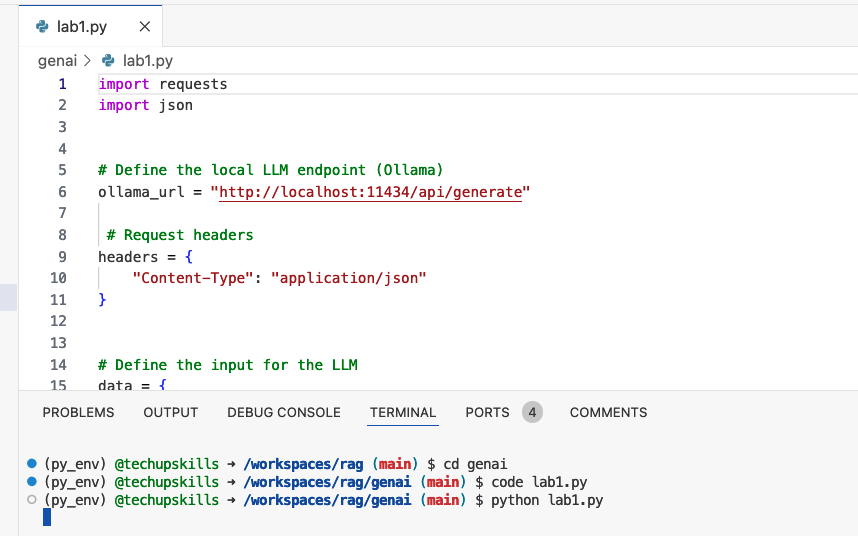 lab1.py ×
genai > lab1.py
1 import requests
2 import json
3
4
5 # Define the local LLM endpoint (Ollama)
6 ollama_url = "http://localhost:11434/api/generate"
7
8  # Request headers
9 headers = {
10     "Content-Type": "application/json"
11 }
12
13
14 # Define the input for the LLM
15 data = {
PROBLEMS OUTPUT DEBUG CONSOLE TERMINAL PORTS 4 COMMENTS
(py_env) @techupskills → /workspaces/rag (main) $ cd genai
(py_env) @techupskills → /workspaces/rag/genai (main) $ code lab1.py
(py_env) @techupskills → /workspaces/rag/genai (main) $ python lab1.py